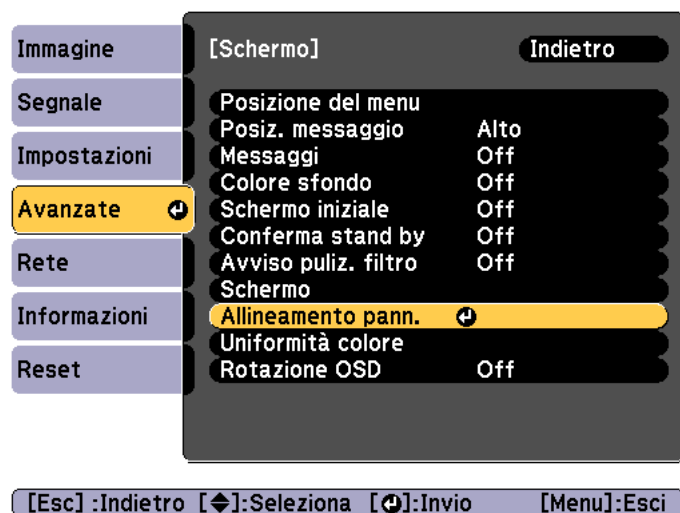 Immagine
Segnale
Impostazioni
Avanzate
Rete
Informazioni
Reset
[Schermo] Indietro
Posizione del menu
Posiz. messaggio Alto
Messaggi Off
Colore sfondo Off
Schermo iniziale Off
Conferma stand by Off
Avviso puliz. filtro Off
Schermo
Allineamento pann.
Uniformità colore
Rotazione OSD Off
[Esc] :Indietro [◆]:Seleziona [↵]:Invio [Menu]:Esci